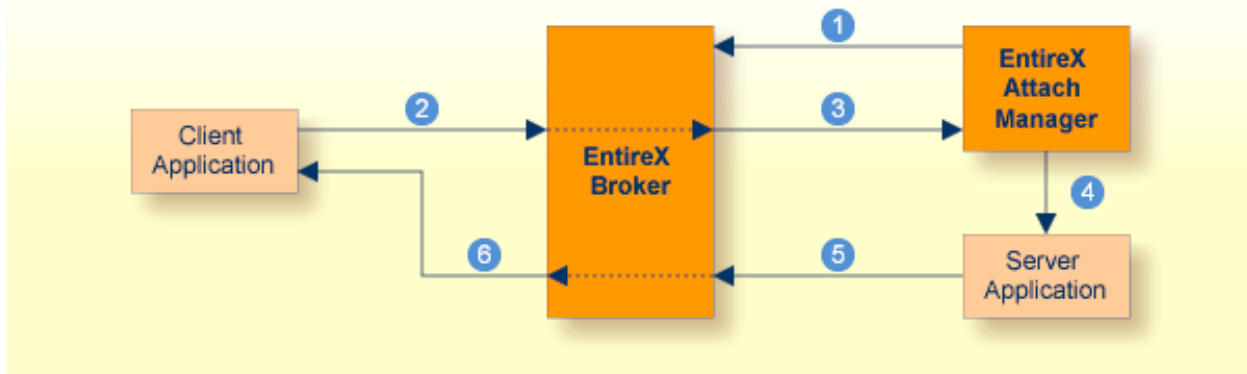 1
EntireX
Attach
Manager
2
3
Client
Application
EntireX
Broker
4
6
5
Server
Application